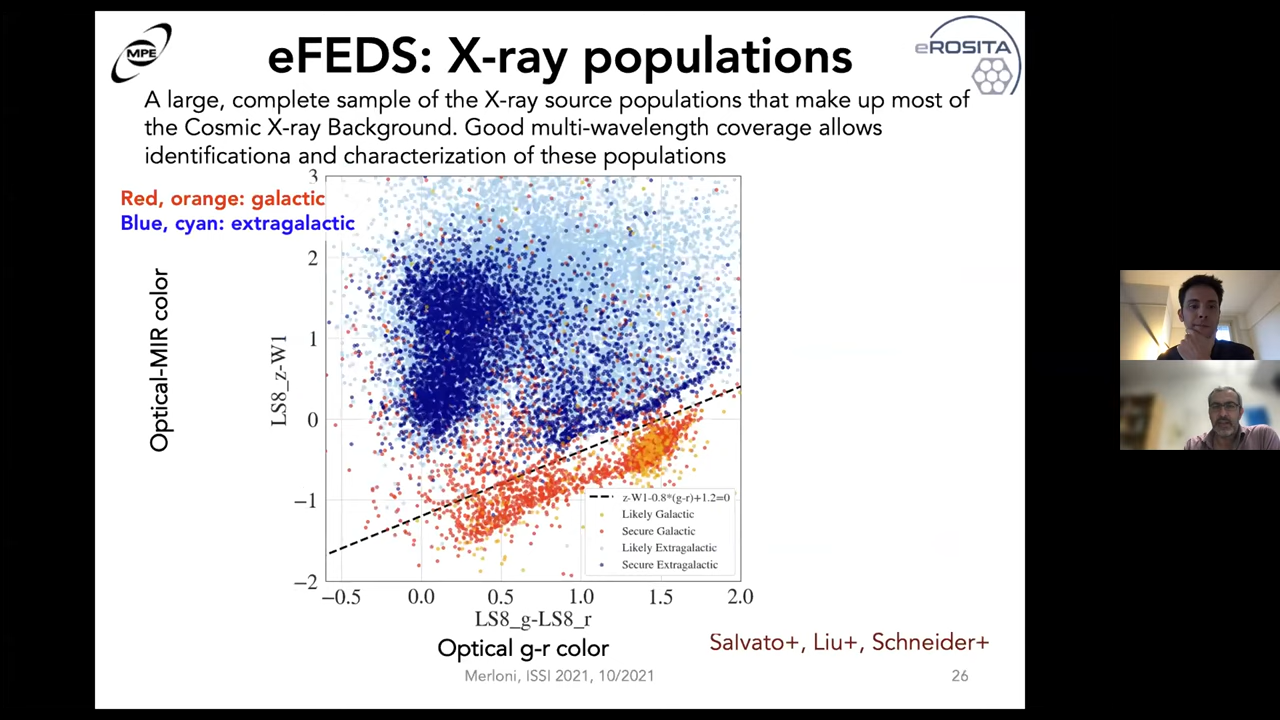 MPE
eFEDS: X-ray populations
eROSITA
A large, complete sample of the X-ray source populations that make up most of
the Cosmic X-ray Background. Good multi-wavelength coverage allows
identificationa and characterization of these populations
Red, orange: galactic
Blue, cyan: extragalactic
Optical-MIR color
LS8_z-W1
3
2
1
0
−1
−2
z-W1-0.8*(g-r)+1.2=0
Likely Galactic
Secure Galactic
Likely Extragalactic
Secure Extragalactic
−0.5 0.0 0.5 1.0 1.5 2.0
LS8_g-LS8_r
Optical g-r color
Salvato+, Liu+, Schneider+
Merloni, ISSI 2021, 10/2021
26